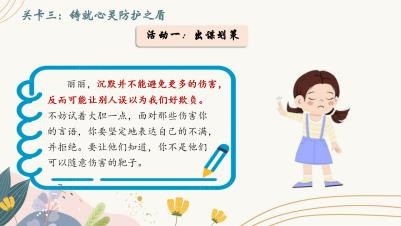 关卡三：铸就心灵防护之盾
活动一：出谋划策
丽丽，沉默并不能避免更多的伤害，
反而可能让别人误以为我们好欺负。
不妨试着大胆一点，面对那些伤害你
的言语，你要坚定地表达自己的不满，
并拒绝。要让他们知道，你不是他们
可以随意伤害的靶子。